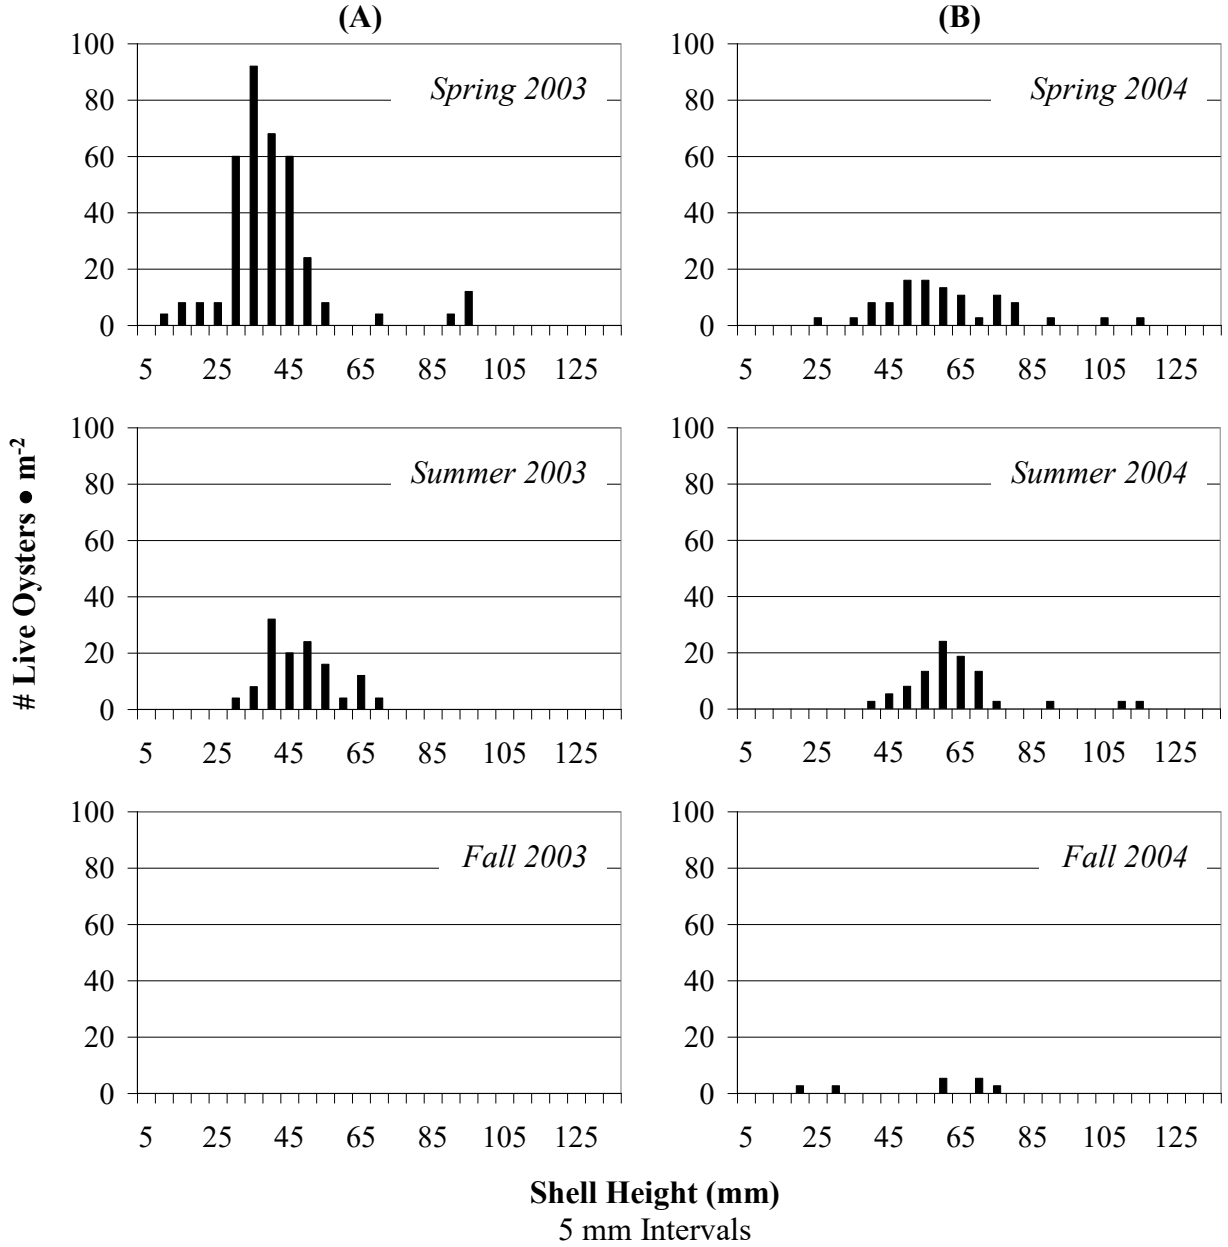 (A)
(B)
# Live Oysters ● m-2
Spring 2003
100
80
60
40
20
0
5 25 45 65 85 105 125
Spring 2004
100
80
60
40
20
0
5 25 45 65 85 105 125
Summer 2003
100
80
60
40
20
0
5 25 45 65 85 105 125
Summer 2004
100
80
60
40
20
0
5 25 45 65 85 105 125
Fall 2003
100
80
60
40
20
0
5 25 45 65 85 105 125
Fall 2004
100
80
60
40
20
0
5 25 45 65 85 105 125
Shell Height (mm)
5 mm Intervals